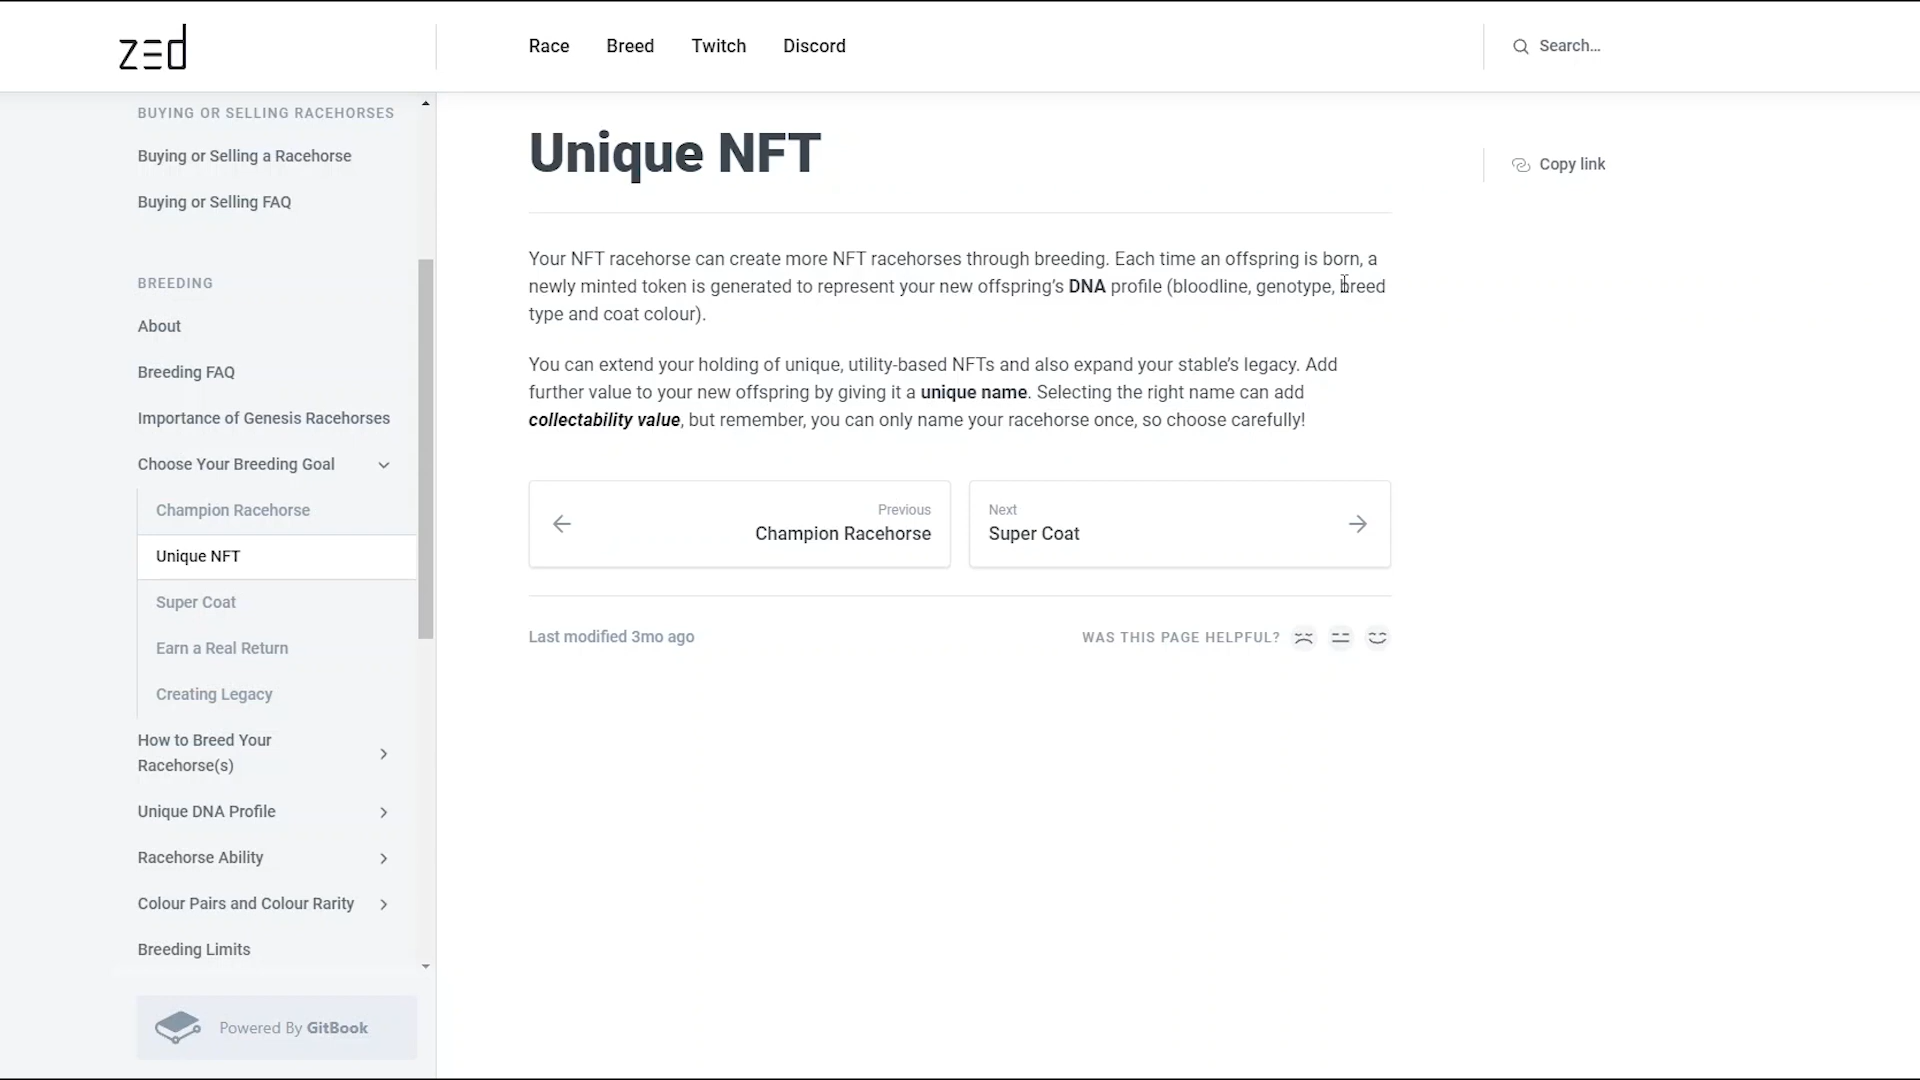 zed
Race
Breed
Twitch
Discord
Search...
BUYING OR SELLING RACEHORSES
Buying or Selling a Racehorse
Buying or Selling FAQ
BREEDING
About
Breeding FAQ
Importance of Genesis Racehorses
Choose Your Breeding Goal
Champion Racehorse
Unique NFT
Super Coat
Earn a Real Return
Creating Legacy
How to Breed Your
Racehorse(s)
Unique DNA Profile
Racehorse Ability
Colour Pairs and Colour Rarity
Breeding Limits
Powered By GitBook
Unique NFT
Copy link
Your NFT racehorse can create more NFT racehorses through breeding. Each time an offspring is born, a
newly minted token is generated to represent your new offspring’s DNA profile (bloodline, genotype, breed
type and coat colour).
You can extend your holding of unique, utility-based NFTs and also expand your stable’s legacy. Add
further value to your new offspring by giving it a unique name. Selecting the right name can add
collectability value, but remember, you can only name your racehorse once, so choose carefully!
Previous
Champion Racehorse
Next
Super Coat
Last modified 3mo ago
WAS THIS PAGE HELPFUL?